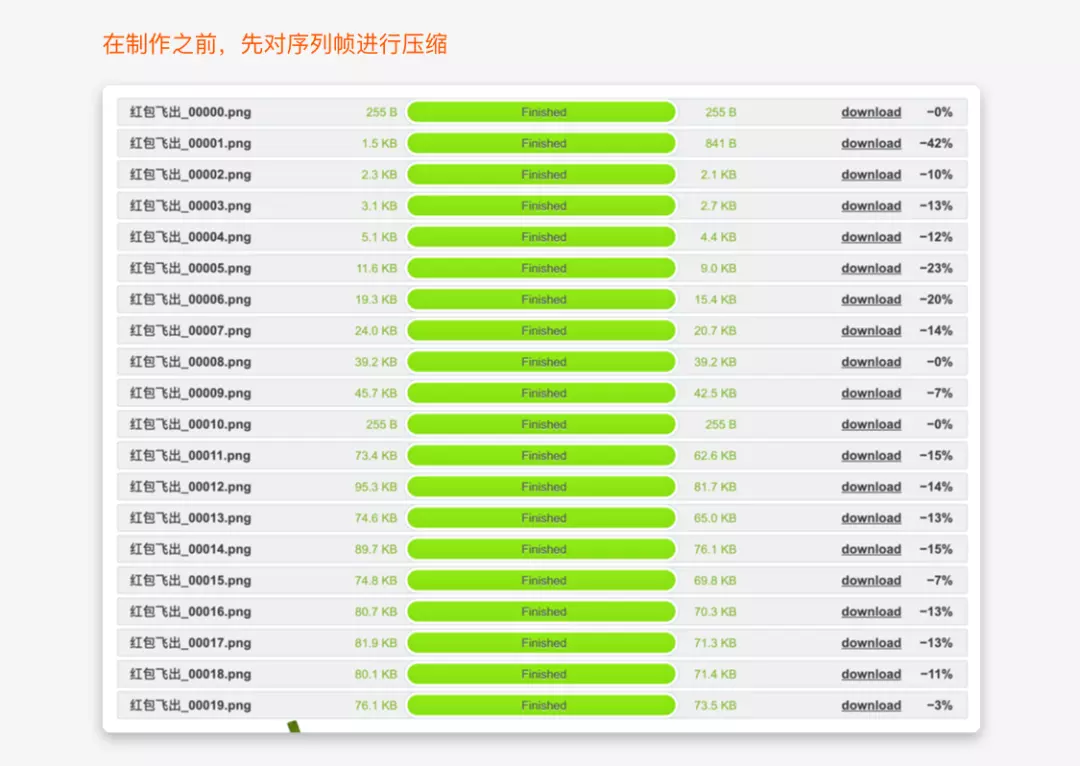 在制作之前，先对序列帧进行压缩
红包飞出_00000.png 255 B Finished 255 B download −0%
红包飞出_00001.png 1.5 KB Finished 841 B download −42%
红包飞出_00002.png 2.3 KB Finished 2.1 KB download −10%
红包飞出_00003.png 3.1 KB Finished 2.7 KB download −13%
红包飞出_00004.png 5.1 KB Finished 4.4 KB download −12%
红包飞出_00005.png 11.6 KB Finished 9.0 KB download −23%
红包飞出_00006.png 19.3 KB Finished 15.4 KB download −20%
红包飞出_00007.png 24.0 KB Finished 20.7 KB download −14%
红包飞出_00008.png 39.2 KB Finished 39.2 KB download −0%
红包飞出_00009.png 45.7 KB Finished 42.5 KB download −7%
红包飞出_00010.png 255 B Finished 255 B download −0%
红包飞出_00011.png 73.4 KB Finished 62.6 KB download −15%
红包飞出_00012.png 95.3 KB Finished 81.7 KB download −14%
红包飞出_00013.png 74.6 KB Finished 65.0 KB download −13%
红包飞出_00014.png 89.7 KB Finished 76.1 KB download −15%
红包飞出_00015.png 74.8 KB Finished 69.8 KB download −7%
红包飞出_00016.png 80.7 KB Finished 70.3 KB download −13%
红包飞出_00017.png 81.9 KB Finished 71.3 KB download −13%
红包飞出_00018.png 80.1 KB Finished 71.4 KB download −11%
红包飞出_00019.png 76.1 KB Finished 73.5 KB download −3%